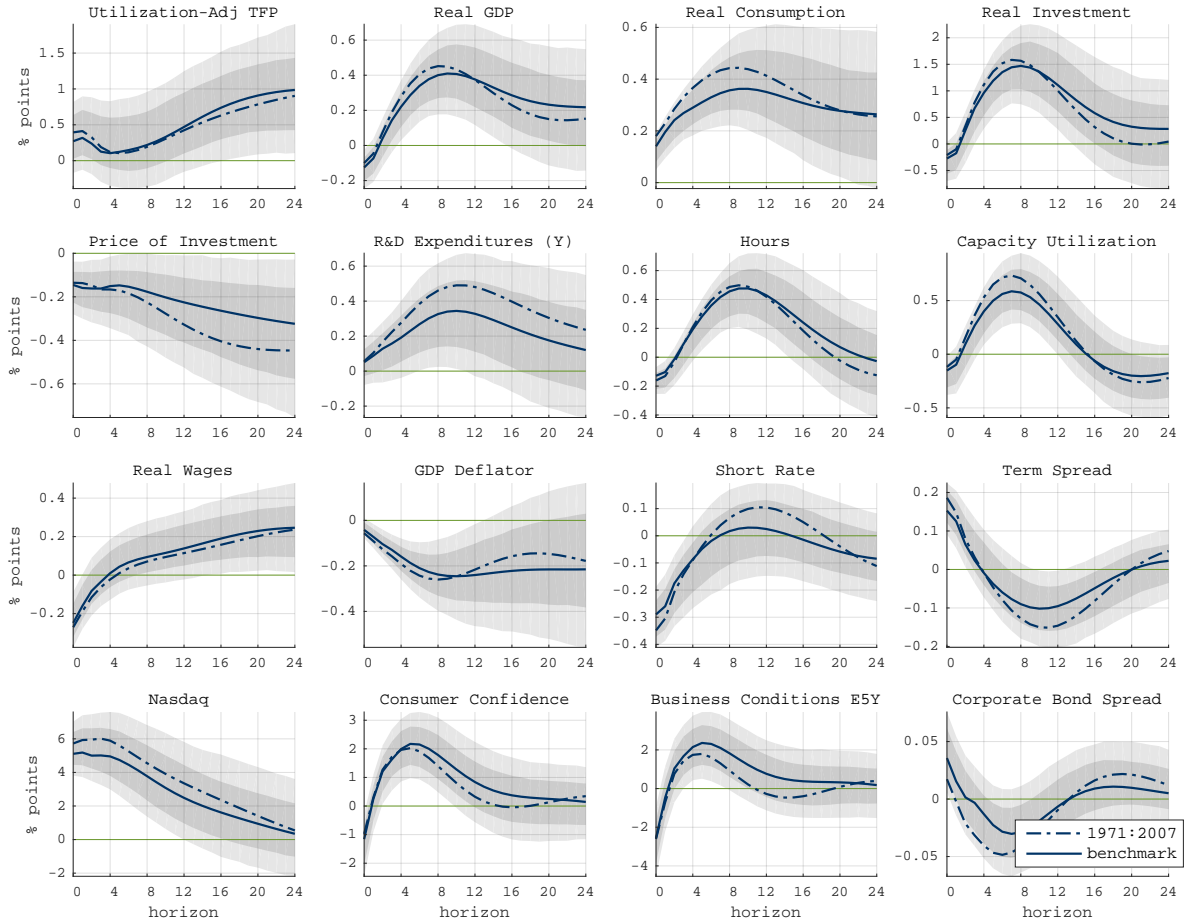 Utilization-Adj TFP
Real GDP
Real Consumption
Real Investment
% points
1.5
1
0.5
0
0 4 8 12 16 20 24
0.6
0.4
0.2
0
-0.2
0 4 8 12 16 20 24
0.6
0.4
0.2
0
0 4 8 12 16 20 24
2
1.5
1
0.5
0
-0.5
0 4 8 12 16 20 24
Price of Investment
R&D Expenditures (Y)
Hours
Capacity Utilization
% points
0
-0.2
-0.4
-0.6
0 4 8 12 16 20 24
0.6
0.4
0.2
0
-0.2
0 4 8 12 16 20 24
0.6
0.4
0.2
0
-0.2
-0.4
0 4 8 12 16 20 24
0.5
0
-0.5
0 4 8 12 16 20 24
Real Wages
GDP Deflator
Short Rate
Term Spread
% points
0.4
0.2
0
-0.2
0 4 8 12 16 20 24
0
-0.2
-0.4
0 4 8 12 16 20 24
0.1
0
-0.1
-0.2
-0.3
-0.4
0 4 8 12 16 20 24
0.2
0.1
0
-0.1
-0.2
0 4 8 12 16 20 24
Nasdaq
Consumer Confidence
Business Conditions E5Y
Corporate Bond Spread
% points
6
4
2
0
-2
0 4 8 12 16 20 24
horizon
3
2
1
0
-1
-2
0 4 8 12 16 20 24
horizon
2
0
-2
-4
0 4 8 12 16 20 24
horizon
0.05
0
-0.05
0 4 8 12 16 20 24
horizon
1971:2007
benchmark